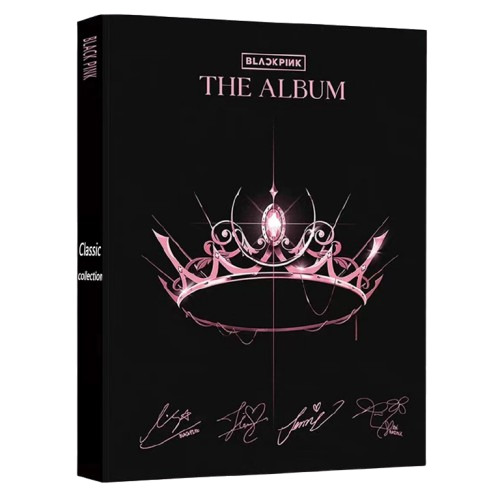 BLACK PINK
Classic
collection
BLACKPINK
THE ALBUM